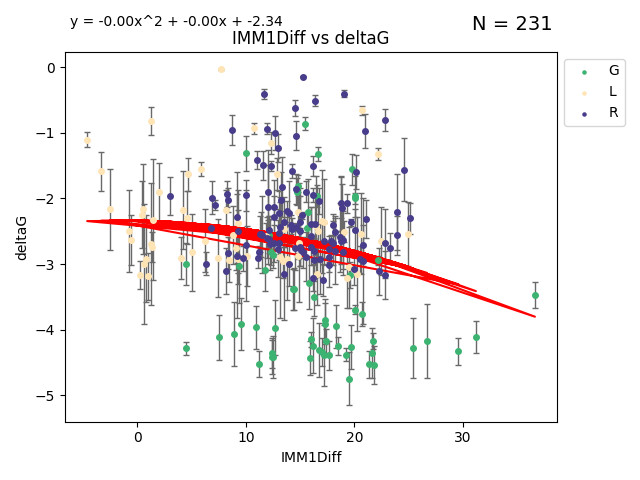 y = -0.00x^2 + -0.00x + -2.34
N = 231
IMM1Diff vs deltaG
G
L
R
0
−1
−2
−3
−4
−5
deltaG
0 10 20 30
IMM1Diff